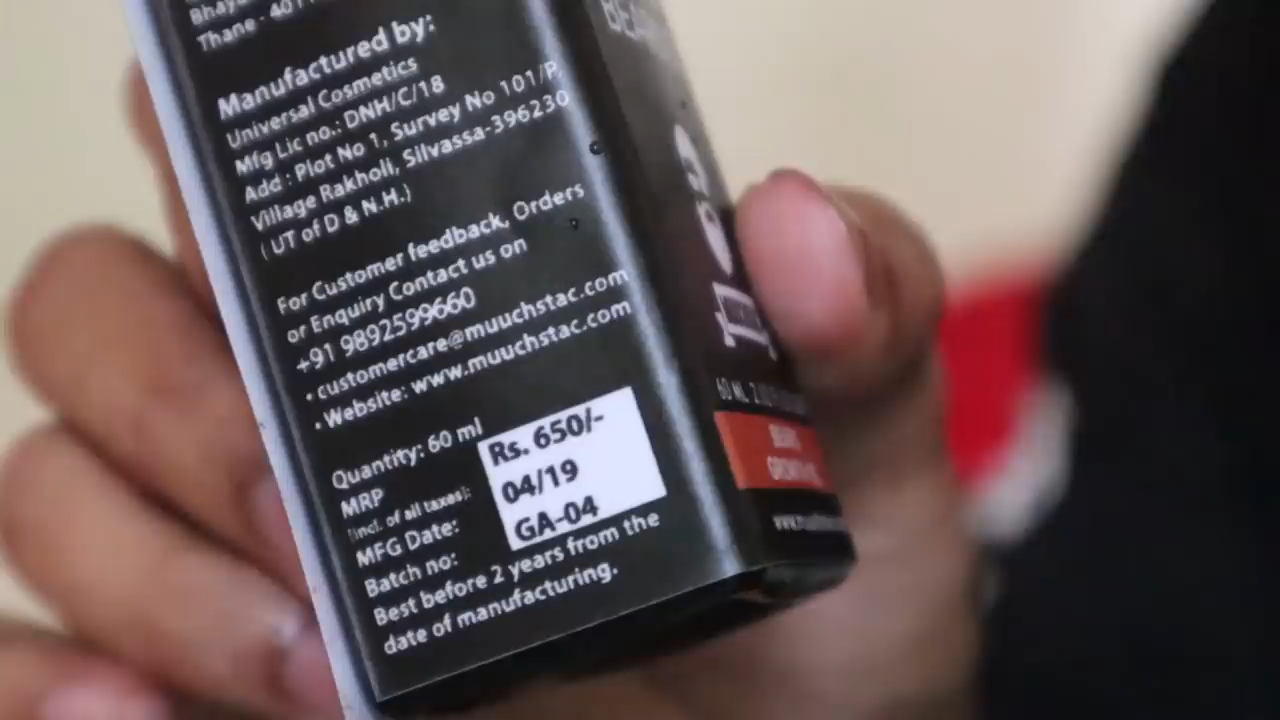 Thane - 401
Manufactured by:
Universal Cosmetics
Mfg Lic no.: DNH/C/18
Add : Plot No 1, Survey No 101/P,
Village Rakholi, Silvassa-396230
( UT of D & N.H.)
For Customer feedback, Orders
or Enquiry Contact us on
+91 9892599660
• customercare@muuchstac.com
• Website: www.muuchstac.com
Quantity: 60 ml
MRP Rs. 650/-
(incl. of all taxes):
MFG Date: 04/19
Batch no: GA-04
Best before 2 years from the
date of manufacturing.
60 ML